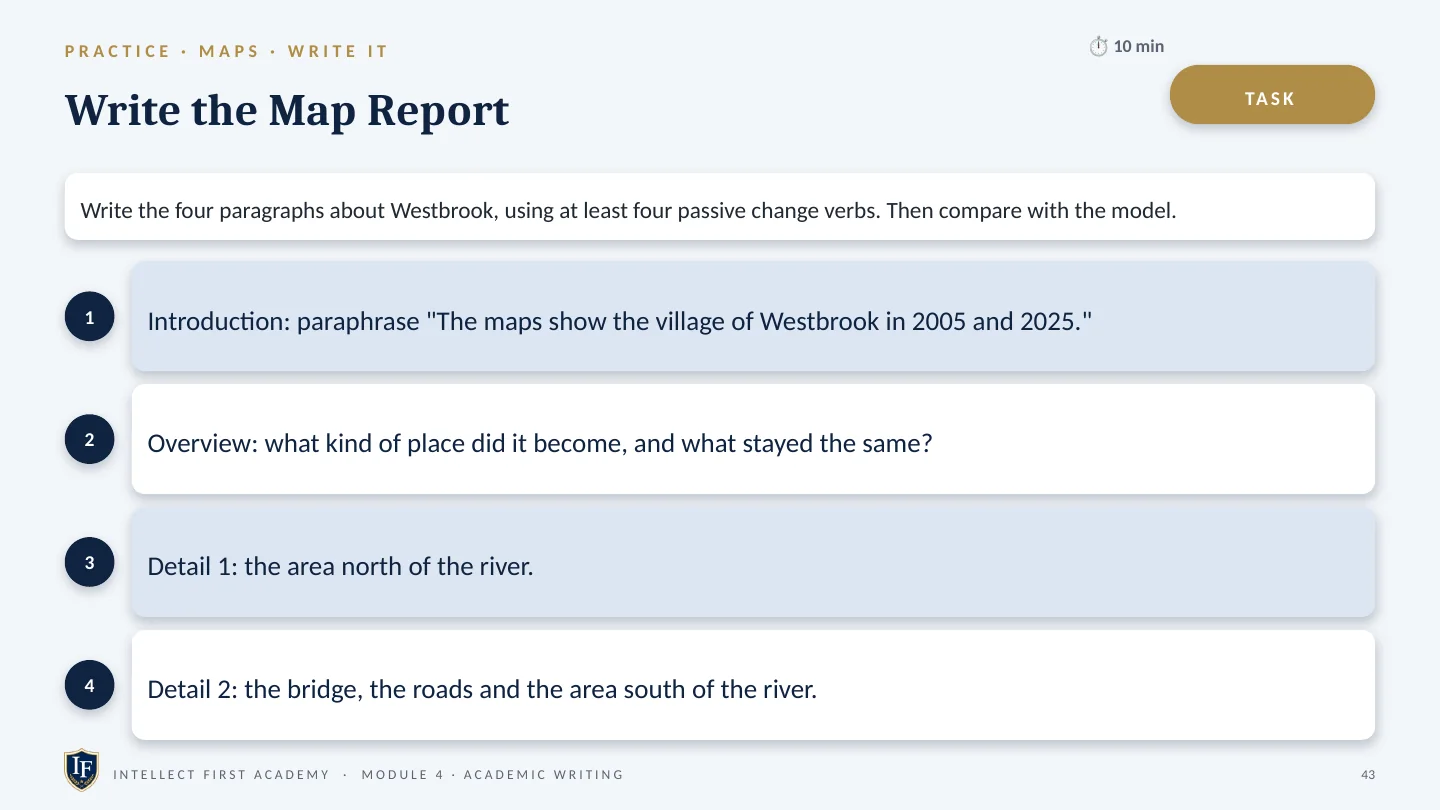 PRACTICE · MAPS · WRITE IT
⏱ 10 min
TASK
Write the Map Report
Write the four paragraphs about Westbrook, using at least four passive change verbs. Then compare with the model.
1
Introduction: paraphrase "The maps show the village of Westbrook in 2005 and 2025."
2
Overview: what kind of place did it become, and what stayed the same?
3
Detail 1: the area north of the river.
4
Detail 2: the bridge, the roads and the area south of the river.
IF
INTELLECT FIRST ACADEMY · MODULE 4 · ACADEMIC WRITING
43